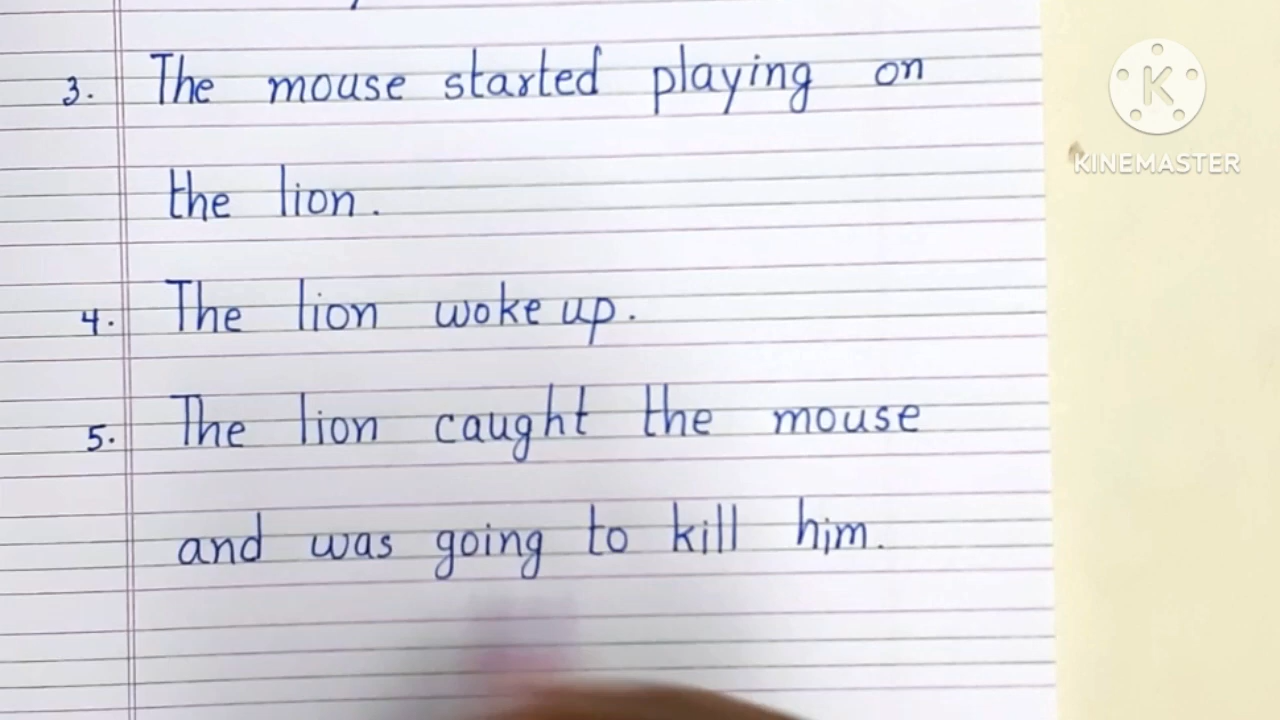 3. The mouse started playing on
the lion.
4. The lion woke up.
5. The lion caught the mouse
and was going to kill him.
K
KINEMASTER